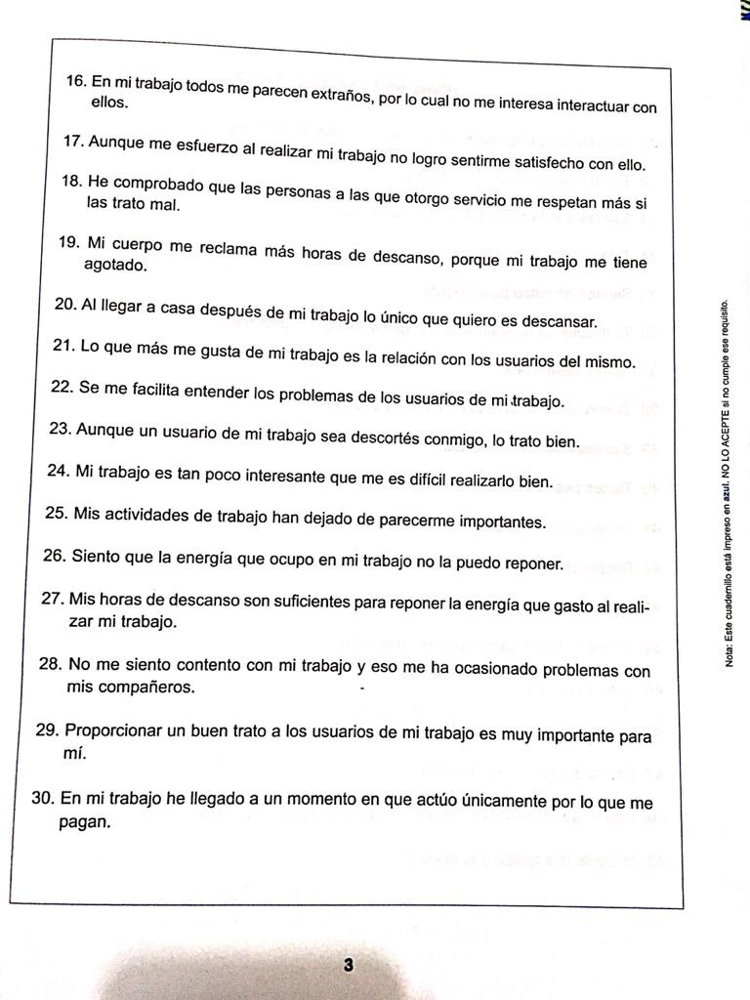 16. En mi trabajo todos me parecen extraños, por lo cual no me interesa interactuar con
ellos.
17. Aunque me esfuerzo al realizar mi trabajo no logro sentirme satisfecho con ello.
18. He comprobado que las personas a las que otorgo servicio me respetan más si
las trato mal.
19. Mi cuerpo me reclama más horas de descanso, porque mi trabajo me tiene
agotado.
20. Al llegar a casa después de mi trabajo lo único que quiero es descansar.
21. Lo que más me gusta de mi trabajo es la relación con los usuarios del mismo.
22. Se me facilita entender los problemas de los usuarios de mi trabajo.
23. Aunque un usuario de mi trabajo sea descortés conmigo, lo trato bien.
24. Mi trabajo es tan poco interesante que me es difícil realizarlo bien.
25. Mis actividades de trabajo han dejado de parecerme importantes.
26. Siento que la energía que ocupo en mi trabajo no la puedo reponer.
27. Mis horas de descanso son suficientes para reponer la energía que gasto al reali-
zar mi trabajo.
28. No me siento contento con mi trabajo y eso me ha ocasionado problemas con
mis compañeros.
29. Proporcionar un buen trato a los usuarios de mi trabajo es muy importante para
mí.
30. En mi trabajo he llegado a un momento en que actúo únicamente por lo que me
pagan.
3
Nota: Este cuadernillo está impreso en azul. NO LO ACEPTE si no cumple ese requisito.